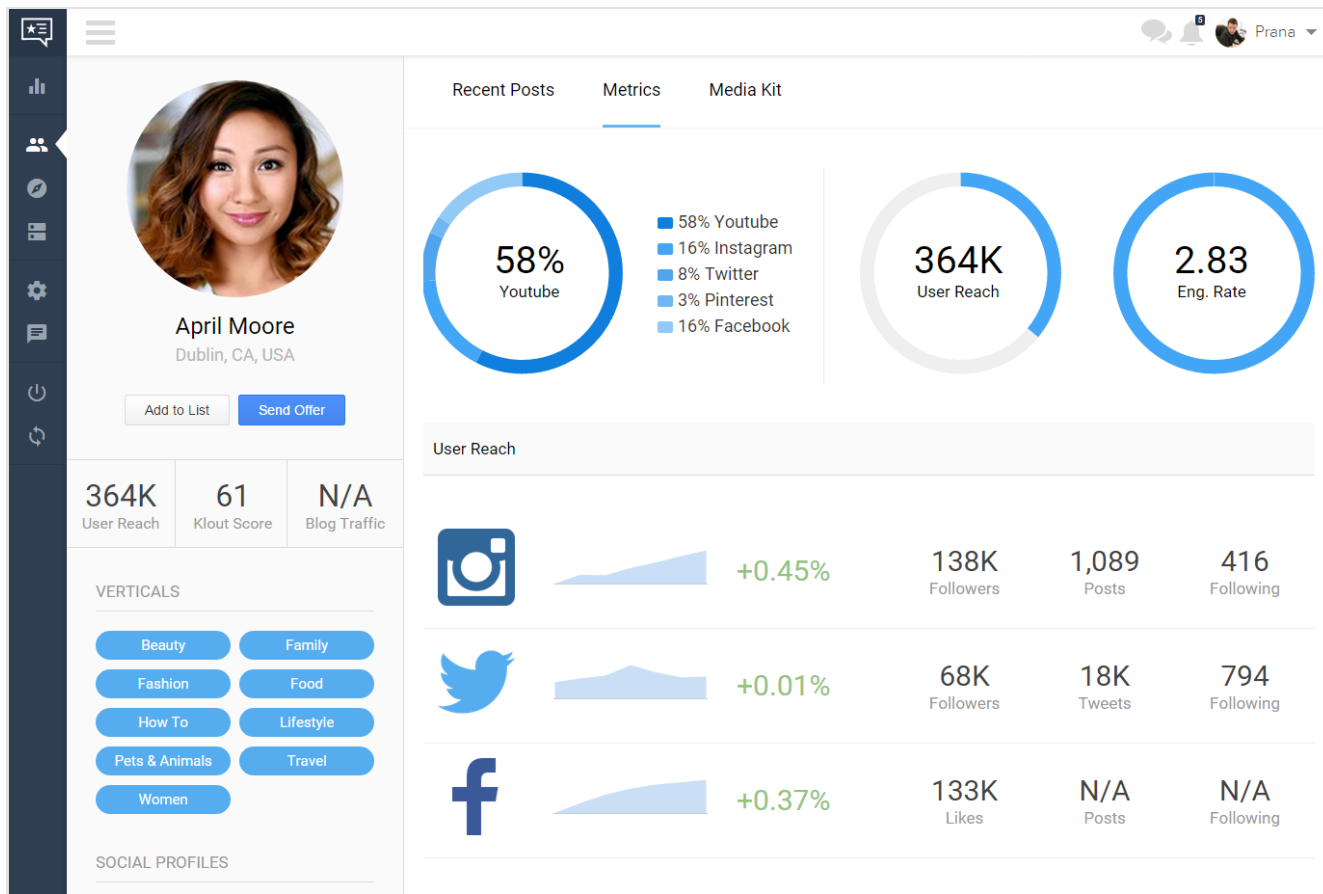 5
Prana
April Moore
Dublin, CA, USA
Add to List
Send Offer
364K
User Reach
61
Klout Score
N/A
Blog Traffic
VERTICALS
Beauty
Family
Fashion
Food
How To
Lifestyle
Pets & Animals
Travel
Women
SOCIAL PROFILES
Recent Posts
Metrics
Media Kit
58%
Youtube
58% Youtube
16% Instagram
8% Twitter
3% Pinterest
16% Facebook
364K
User Reach
2.83
Eng. Rate
User Reach
+0.45%
138K
Followers
1,089
Posts
416
Following
+0.01%
68K
Followers
18K
Tweets
794
Following
+0.37%
133K
Likes
N/A
Posts
N/A
Following